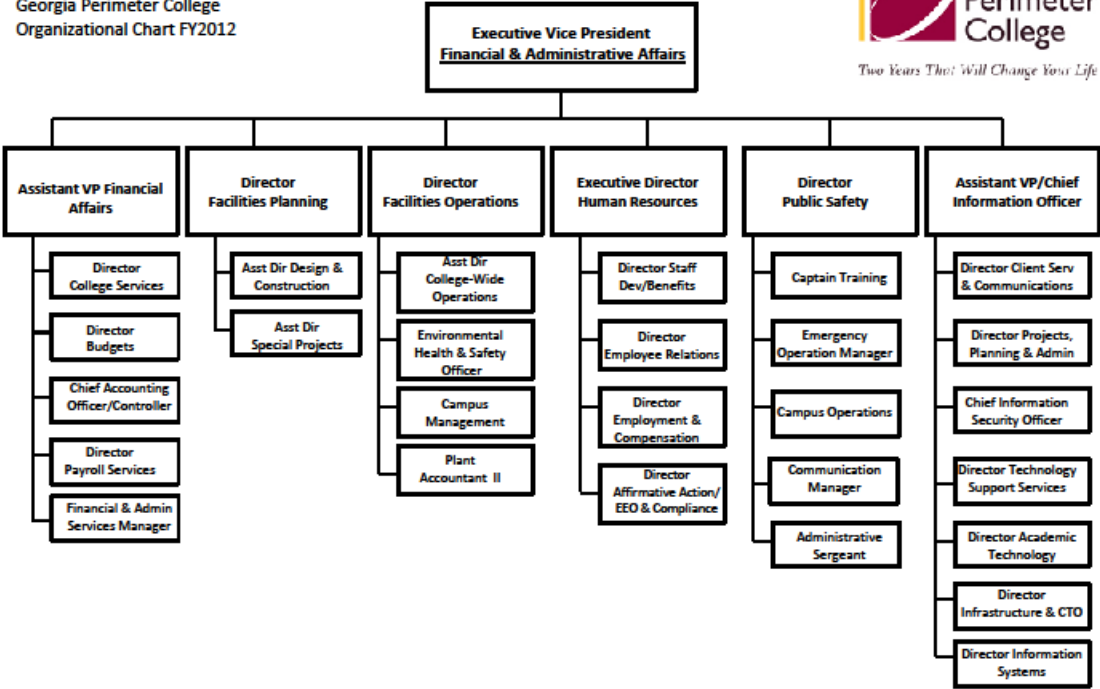 Georgia Perimeter College
Organizational Chart FY2012
Perimeter
College
Two Years That Will Change Your Life
Executive Vice President
Financial & Administrative Affairs
Assistant VP Financial
Affairs
Director
Facilities Planning
Director
Facilities Operations
Executive Director
Human Resources
Director
Public Safety
Assistant VP/Chief
Information Officer
Director
College Services
Director
Budgets
Chief Accounting
Officer/Controller
Director
Payroll Services
Financial & Admin
Services Manager
Asst Dir Design &
Construction
Asst Dir
Special Projects
Asst Dir
College-Wide
Operations
Environmental
Health & Safety
Officer
Campus
Management
Plant
Accountant II
Director Staff
Dev/Benefits
Director
Employee Relations
Director
Employment &
Compensation
Director
Affirmative Action/
EEO & Compliance
Captain Training
Emergency
Operation Manager
Campus Operations
Communication
Manager
Administrative
Sergeant
Director Client Serv
& Communications
Director Projects,
Planning & Admin
Chief Information
Security Officer
Director Technology
Support Services
Director Academic
Technology
Director
Infrastructure & CTO
Director Information
Systems